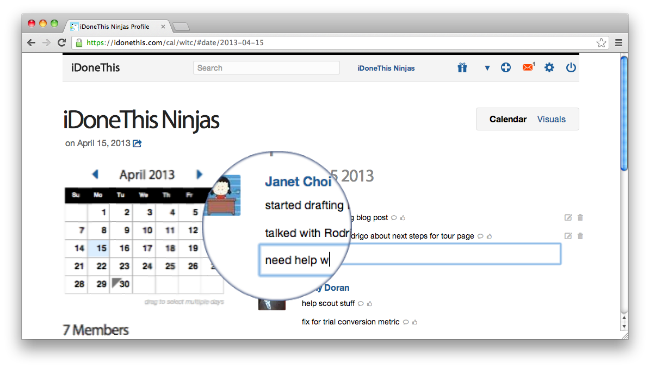 iDoneThis Ninjas Profile
https://idonethis.com/cal/witc/#date/2013-04-15
iDoneThis
Search
iDoneThis Ninjas
1
iDoneThis Ninjas
Calendar
Visuals
on April 15, 2013
April 2013
Su Mo Tu We Th Fr Sa
1 2 3 4 5
7 8 9 10 11 12
14 15 16 17 18 19
21 22 23 24 25 26
28 29 30
drag to select multiple days
7 Members
5 2013
Janet Choi
started drafting
g blog post
talked with Rodrigo about next steps for tour page
need help w
Doran
help scout stuff
fix for trial conversion metric